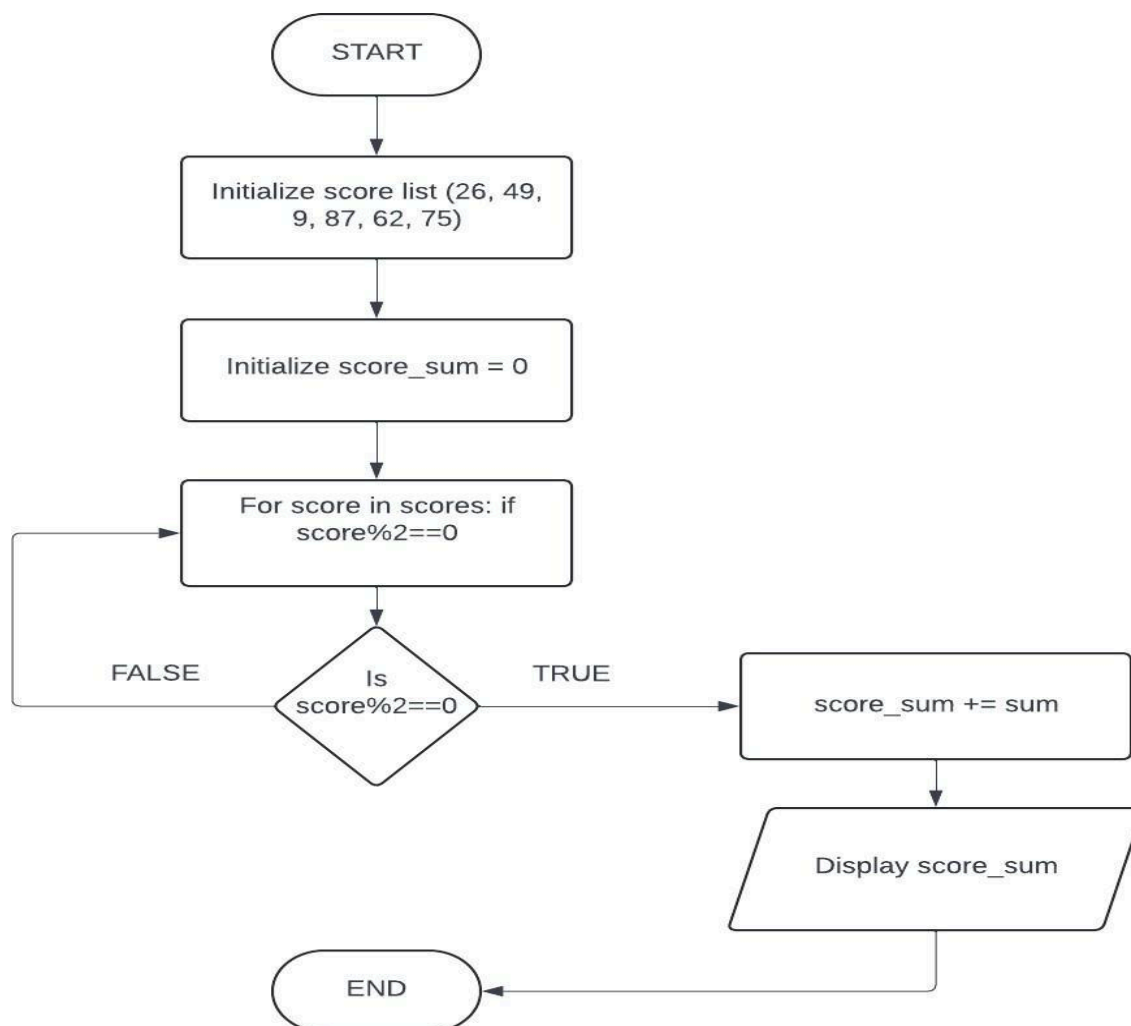 START
Initialize score list (26, 49,
9, 87, 62, 75)
Initialize score_sum = 0
For score in scores: if
score%2==0
Is
score%2==0
FALSE
TRUE
score_sum += sum
Display score_sum
END